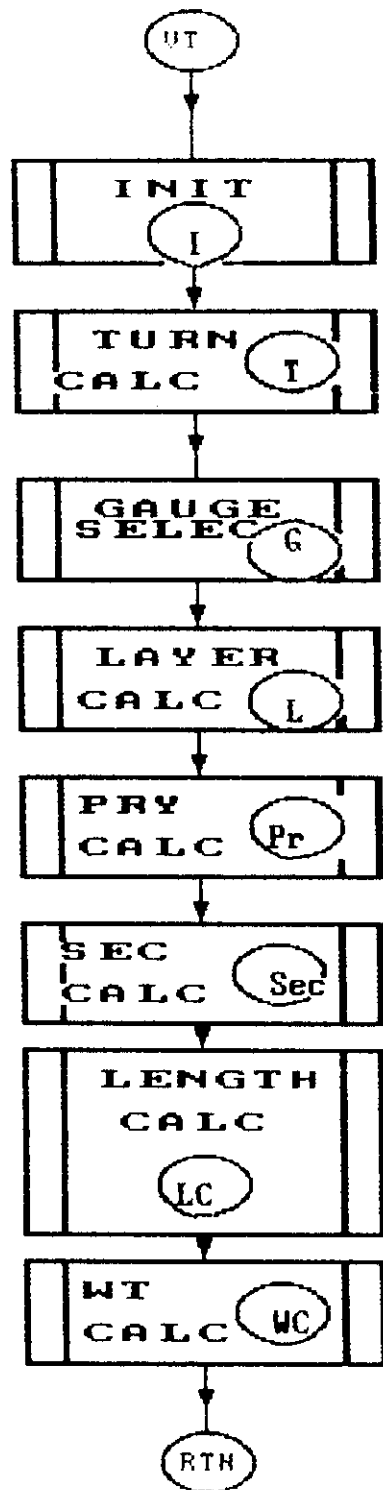 VT
INIT
I
TURN
CALC
T
GAUGE
SELEC
G
LAYER
CALC
L
PRY
CALC
Pr
SEC
CALC
Sec
LENGTH
CALC
LC
WT
CALC
WC
RTN